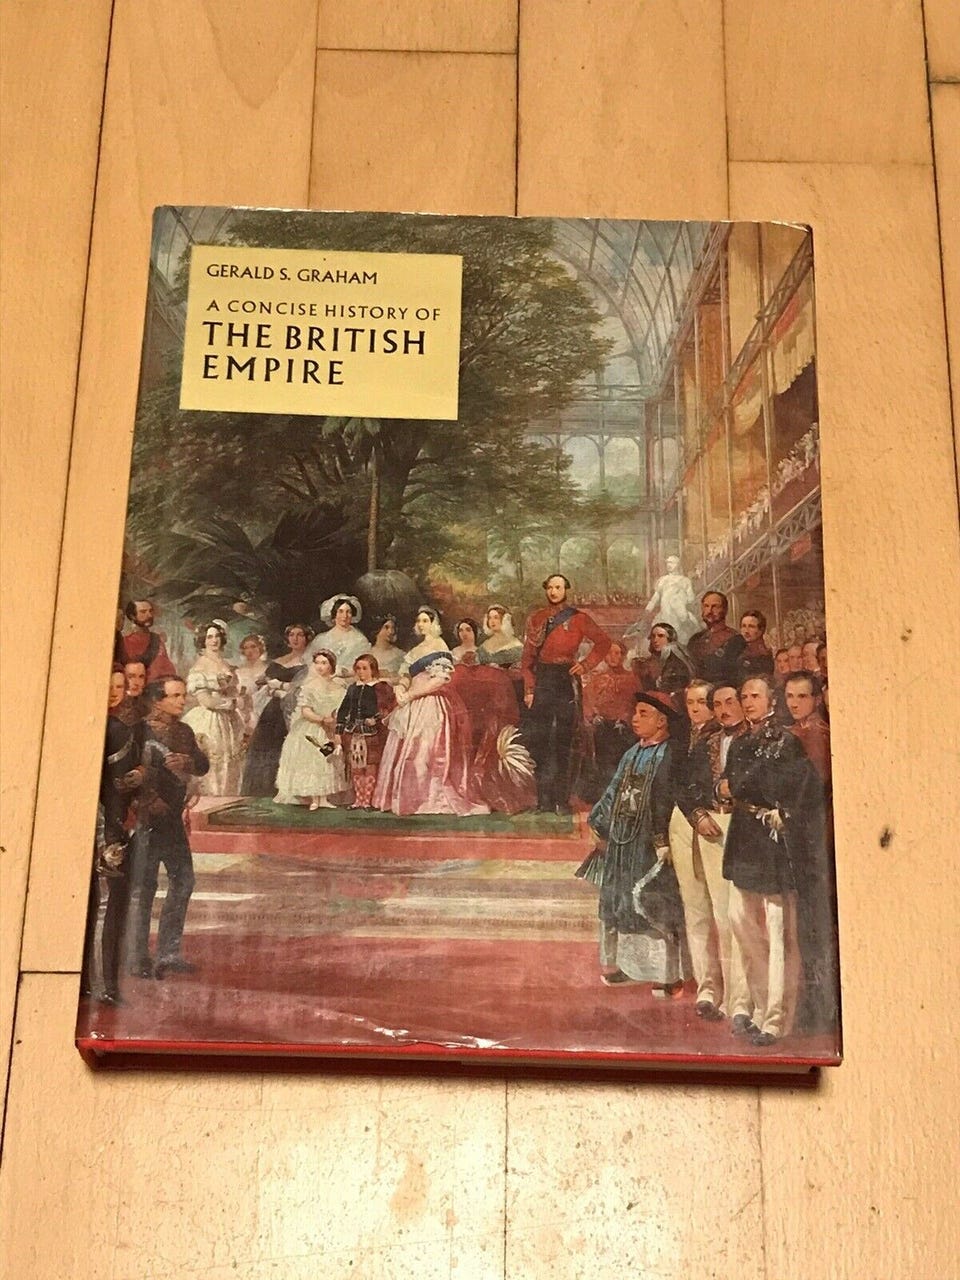 GERALD S. GRAHAM
A CONCISE HISTORY OF
THE BRITISH
EMPIRE